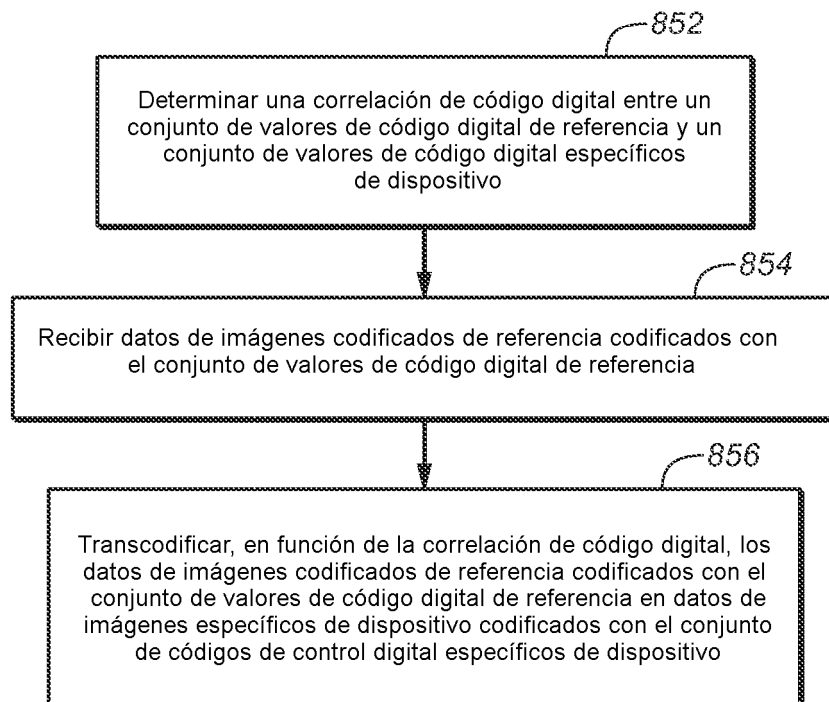 852
Determinar una correlación de código digital entre un
conjunto de valores de código digital de referencia y un
conjunto de valores de código digital específicos
de dispositivo
854
Recibir datos de imágenes codificados de referencia codificados con
el conjunto de valores de código digital de referencia
856
Transcodificar, en función de la correlación de código digital, los
datos de imágenes codificados de referencia codificados con el
conjunto de valores de código digital de referencia en datos de
imágenes específicos de dispositivo codificados con el conjunto
de códigos de control digital específicos de dispositivo